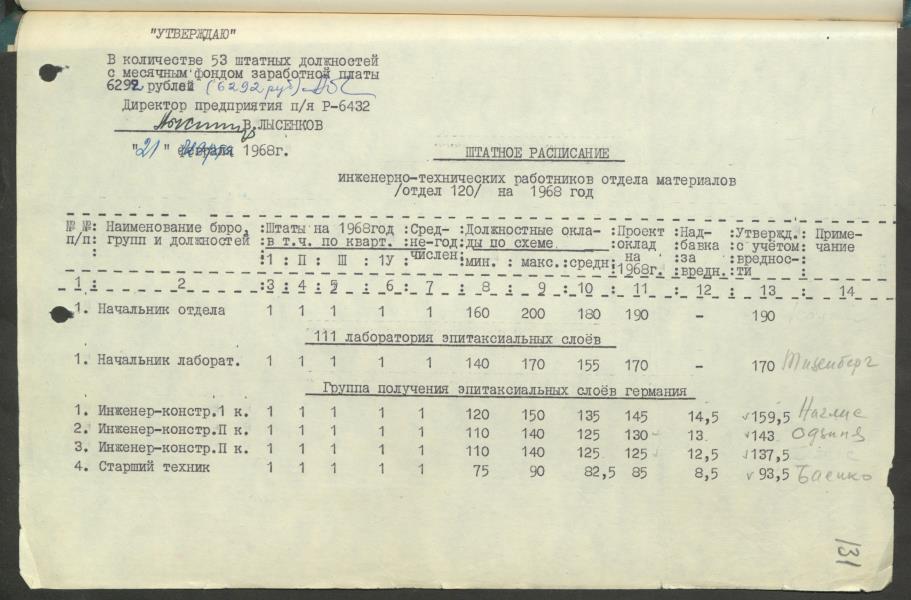 "УТВЕРЖДАЮ"
В количестве 53 штатных должностей
с месячным фондом заработной платы
6292 рублей (6292 руб)
Директор предприятия п/я Р-6432
В.ЛЫСЕНКОВ
"21" марта 1968г.
ШТАТНОЕ РАСПИСАНИЕ
инженерно-технических работников отдела материалов
/отдел 120/ на 1968 год
№ №: Наименование бюро, :Штаты на 1968год :Сред- :Должностные окла- :Проект :Над- :Утвержд.: Приме-
п/п: групп и должностей :в т.ч. по кварт. :не-год:ды по схеме :оклад :бавка :с учётом: чание
:1 : П : Ш : 1У :числен:мин. : макс.:средн:на 1968г. :за вредн.:вреднос-ти
1 : 2 :3 : 4 : 5 : 6 : 7 : 8 : 9 : 10 : 11 : 12 : 13 : 14
1. Начальник отдела 1 1 1 1 1 160 200 180 190 - 190
111 лаборатория эпитаксиальных слоёв
1. Начальник лаборат. 1 1 1 1 1 140 170 155 170 - 170
Группа получения эпитаксиальных слоёв германия
1. Инженер-констр.1 к. 1 1 1 1 1 120 150 135 145 14,5 159,5
2. Инженер-констр.П к. 1 1 1 1 1 110 140 125 130 13 143
3. Инженер-констр.П к. 1 1 1 1 1 110 140 125 125 12,5 137,5
4. Старший техник 1 1 1 1 1 75 90 82,5 85 8,5 93,5
131